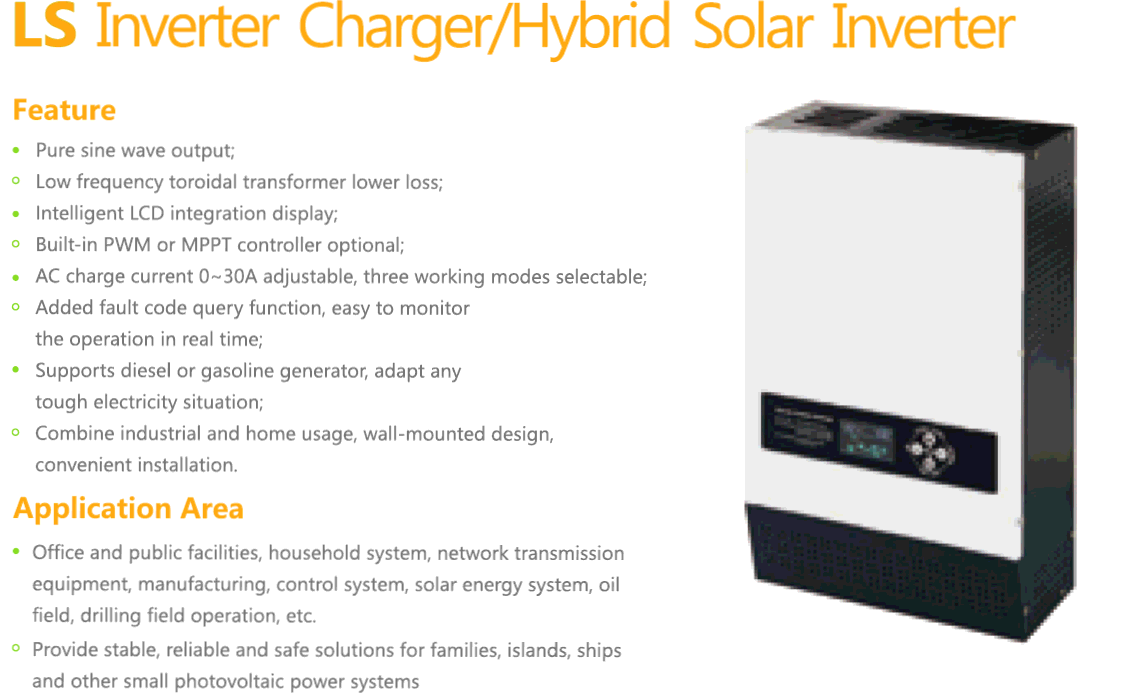 LS Inverter Charger/Hybrid Solar Inverter
Feature
Pure sine wave output;
Low frequency toroidal transformer lower loss;
Intelligent LCD integration display;
Built-in PWM or MPPT controller optional;
AC charge current 0~30A adjustable, three working modes selectable;
Added fault code query function, easy to monitor
the operation in real time;
Supports diesel or gasoline generator, adapt any
tough electricity situation;
Combine industrial and home usage, wall-mounted design,
convenient installation.
Application Area
Office and public facilities, household system, network transmission
equipment, manufacturing, control system, solar energy system, oil
field, drilling field operation, etc.
Provide stable, reliable and safe solutions for families, islands, ships
and other small photovoltaic power systems